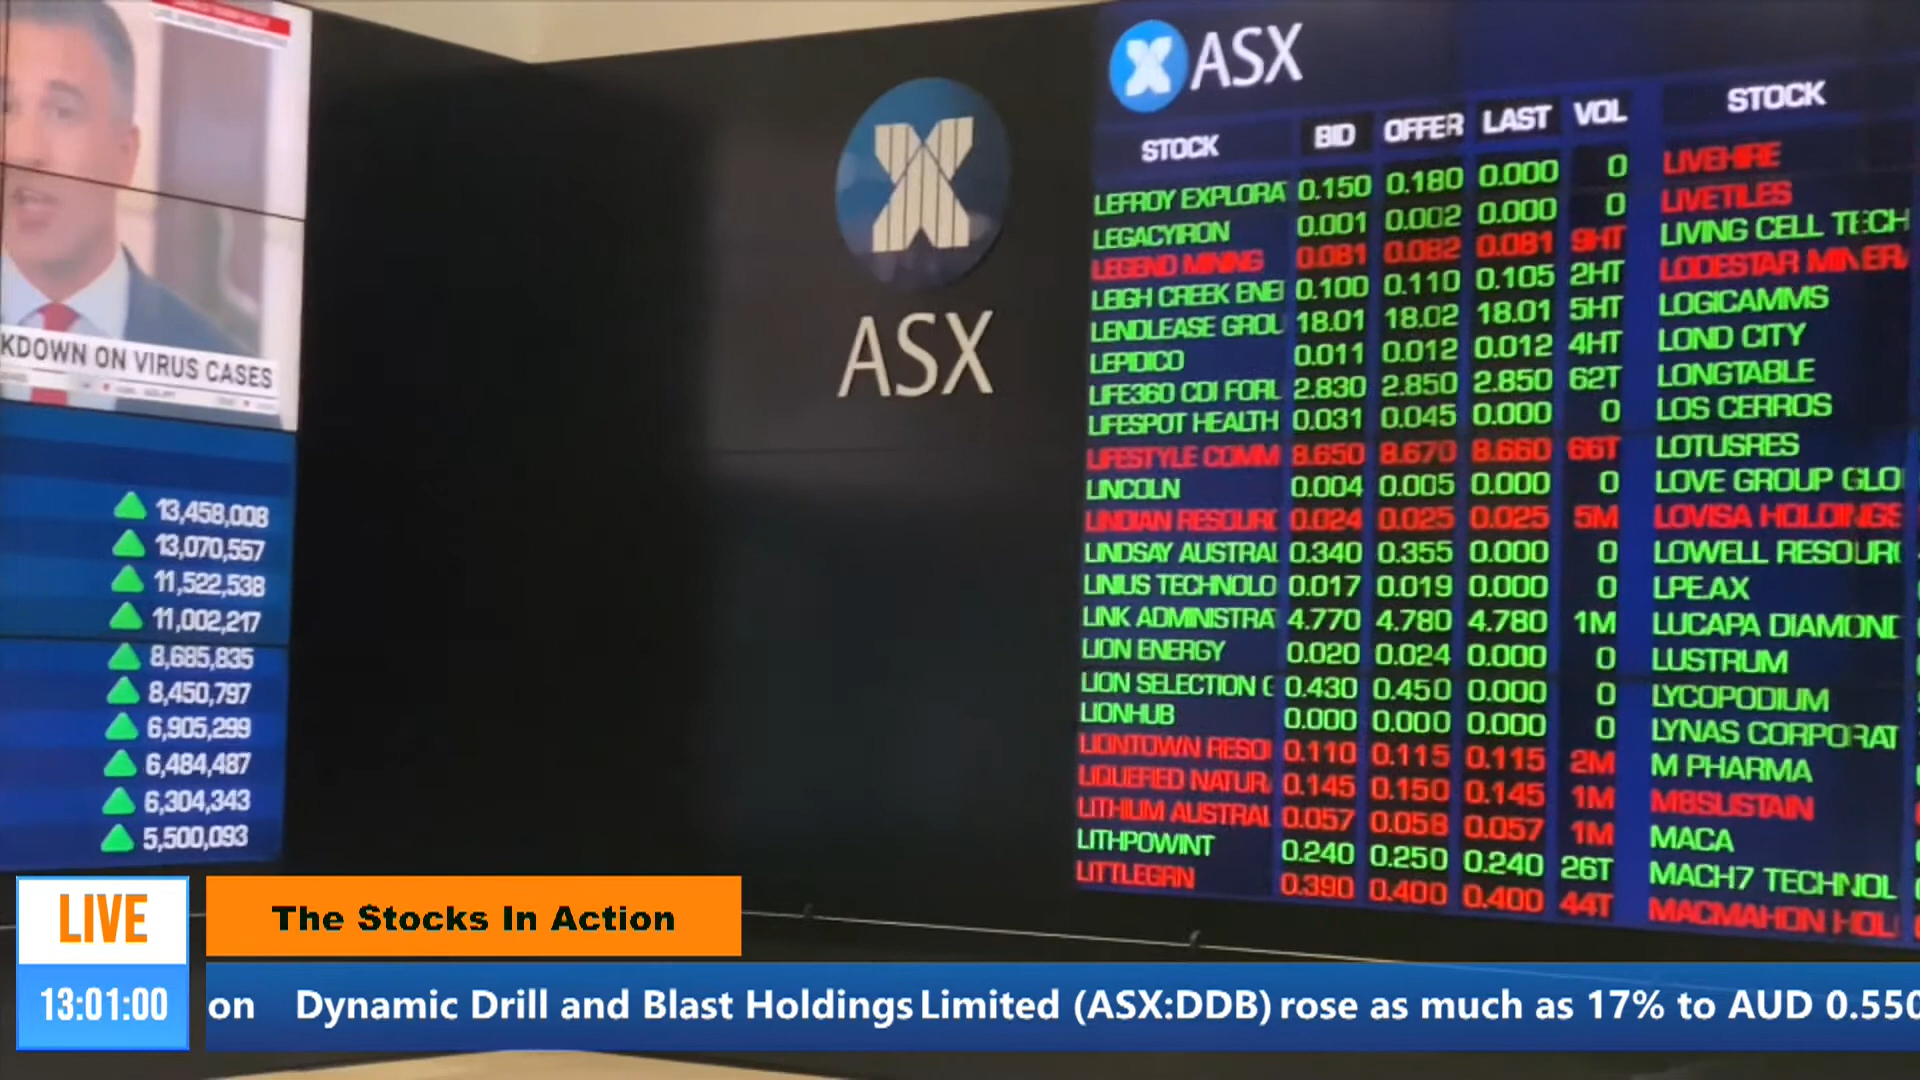 KDOWN ON VIRUS CASES
13,458,008
13,070,557
11,522,538
11,002,217
8,685,835
8,450,797
6,905,299
6,484,487
6,304,343
5,500,093
ASX
ASX
STOCK BID OFFER LAST VOL
LEFROY EXPLORA 0.150 0.180 0.000 0
LEGACYIRON 0.001 0.002 0.000 0
LEGEND MINING 0.081 0.082 0.081 9HT
LEIGH CREEK ENE 0.100 0.110 0.105 2HT
LENDLEASE GROU 18.01 18.02 18.01 5HT
LEPIDICO 0.011 0.012 0.012 4HT
LIFE360 CDI FORU 2.830 2.850 2.850 62T
LIFESPOT HEALTH 0.031 0.045 0.000 0
LIFESTYLE COMM 8.650 8.670 8.660 66T
LINCOLN 0.004 0.005 0.000 0
LINDIAN RESOURC 0.024 0.025 0.025 5M
LINDSAY AUSTRAL 0.340 0.355 0.000 0
LINIUS TECHNOLO 0.017 0.019 0.000 0
LINK ADMINISTRA 4.770 4.780 4.780 1M
LION ENERGY 0.020 0.024 0.000 0
LION SELECTION G 0.430 0.450 0.000 0
LIONHUB 0.000 0.000 0.000 0
LIONTOWN RESO 0.110 0.115 0.115 2M
LIQUEFIED NATUR 0.145 0.150 0.145 1M
LITHIUM AUSTRAL 0.057 0.058 0.057 1M
LITHPOWINT 0.240 0.250 0.240 26T
LITTLEGRN 0.390 0.400 0.400 44T
STOCK
LIVEHIRE
LIVETILES
LIVING CELL TECH
LODESTAR MINERA
LOGICAMMS
LOND CITY
LONGTABLE
LOS CERROS
LOTUSRES
LOVE GROUP GLO
LOVISA HOLDINGS
LOWELL RESOURC
LPE.AX
LUCAPA DIAMOND
LUSTRUM
LYCOPODIUM
LYNAS CORPORAT
M PHARMA
M8SUSTAIN
MACA
MACH7 TECHNOL
MACMAHON HOL
LIVE
The Stocks In Action
13:01:00
on Dynamic Drill and Blast Holdings Limited (ASX:DDB) rose as much as 17% to AUD 0.550